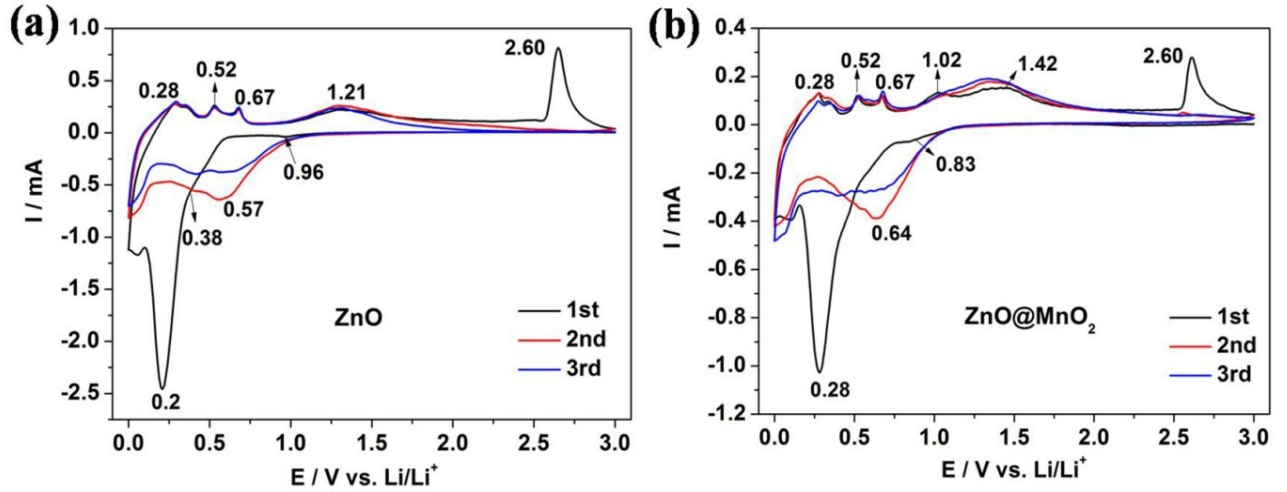 (a)
1.0
0.5
0.0
-0.5
-1.0
-1.5
-2.0
-2.5
I / mA
0.28
0.52
0.67
1.21
2.60
0.96
0.57
0.38
0.2
ZnO
1st
2nd
3rd
0.0 0.5 1.0 1.5 2.0 2.5 3.0
E / V vs. Li/Li⁺
(b)
0.4
0.2
0.0
-0.2
-0.4
-0.6
-0.8
-1.0
-1.2
I / mA
0.28
0.52
0.67
1.02
1.42
2.60
0.83
0.64
0.28
ZnO@MnO₂
1st
2nd
3rd
0.0 0.5 1.0 1.5 2.0 2.5 3.0
E / V vs. Li/Li⁺